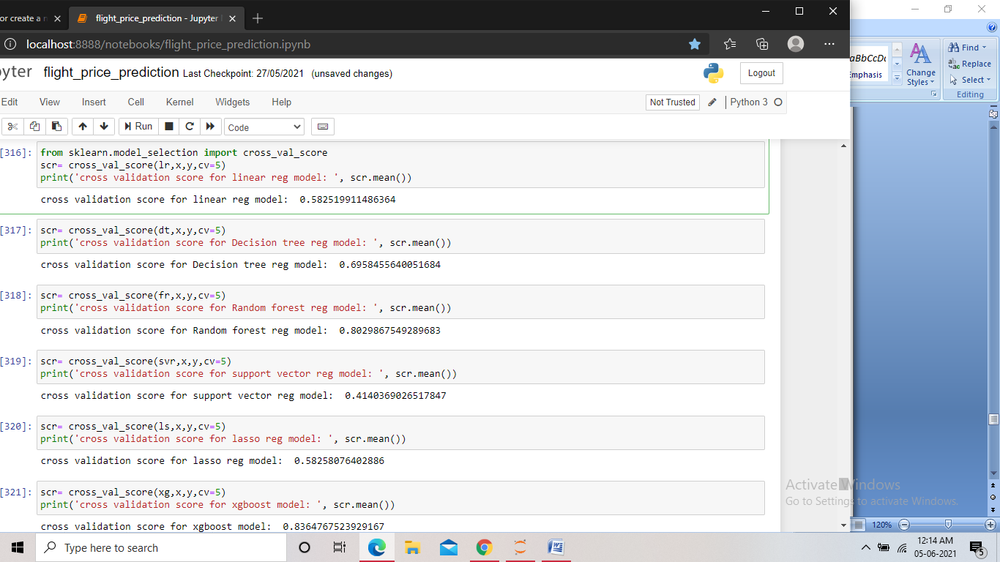 or create a n
flight_price_prediction - Jupyter
localhost:8888/notebooks/flight_price_prediction.ipynb
yter flight_price_prediction Last Checkpoint: 27/05/2021 (unsaved changes)
Logout
Edit View Insert Cell Kernel Widgets Help
Not Trusted
Python 3
Run
Code
[316]: from sklearn.model_selection import cross_val_score
scr= cross_val_score(lr,x,y,cv=5)
print('cross validation score for linear reg model: ', scr.mean())
cross validation score for linear reg model:  0.582519911486364
[317]: scr= cross_val_score(dt,x,y,cv=5)
print('cross validation score for Decision tree reg model: ', scr.mean())
cross validation score for Decision tree reg model:  0.6958455640051684
[318]: scr= cross_val_score(fr,x,y,cv=5)
print('cross validation score for Random forest reg model: ', scr.mean())
cross validation score for Random forest reg model:  0.8029867549289683
[319]: scr= cross_val_score(svr,x,y,cv=5)
print('cross validation score for support vector reg model: ', scr.mean())
cross validation score for support vector reg model:  0.4140369026517847
[320]: scr= cross_val_score(ls,x,y,cv=5)
print('cross validation score for lasso reg model: ', scr.mean())
cross validation score for lasso reg model:  0.58258076402886
[321]: scr= cross_val_score(xg,x,y,cv=5)
print('cross validation score for xgboost model: ', scr.mean())
cross validation score for xgboost model:  0.8364767523929167
aBbCcDc
Emphasis
Change
Styles
Find
Replace
Select
Editing
Activate Windows
Go to Settings to activate Windows.
120%
Type here to search
12:14 AM
05-06-2021
5